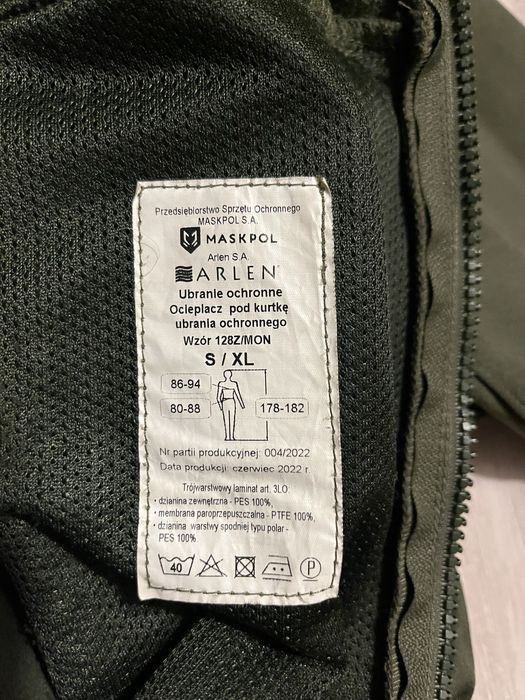 Przedsiębiorstwo Sprzętu Ochronnego
MASKPOL S.A.
MASKPOL
Arlen S.A.
ARLEN
Ubranie ochronne
Ocieplacz pod kurtkę
ubrania ochronnego
Wzór 128Z/MON
S / XL
86-94
80-88 178-182
Nr partii produkcyjnej: 004/2022
Data produkcji: czerwiec 2022 r.
Trójwarstwowy laminat art. 3LO:
• dzianina zewnętrzna - PES 100%,
• membrana paroprzepuszczalna - PTFE 100%,
• dzianina warstwy spodniej typu polar -
PES 100%.
40 P